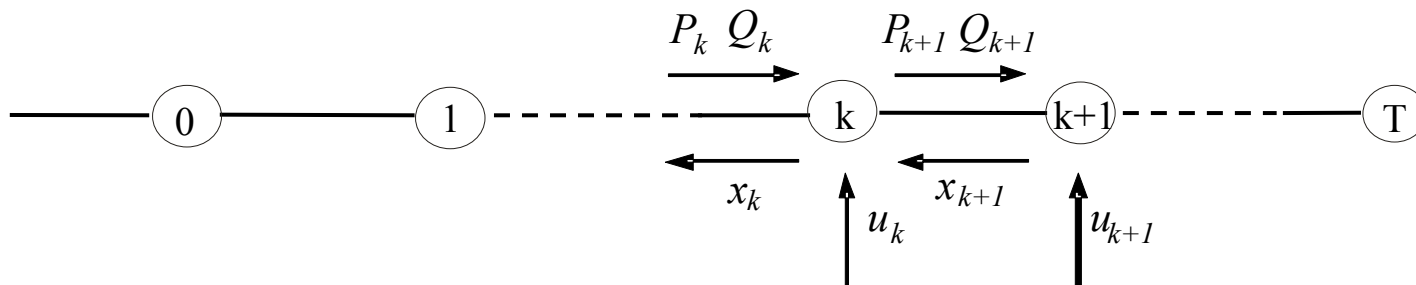 P_k Q_k P_{k+1} Q_{k+1}
0 1 k k+1 T
x_k x_{k+1}
u_k u_{k+1}